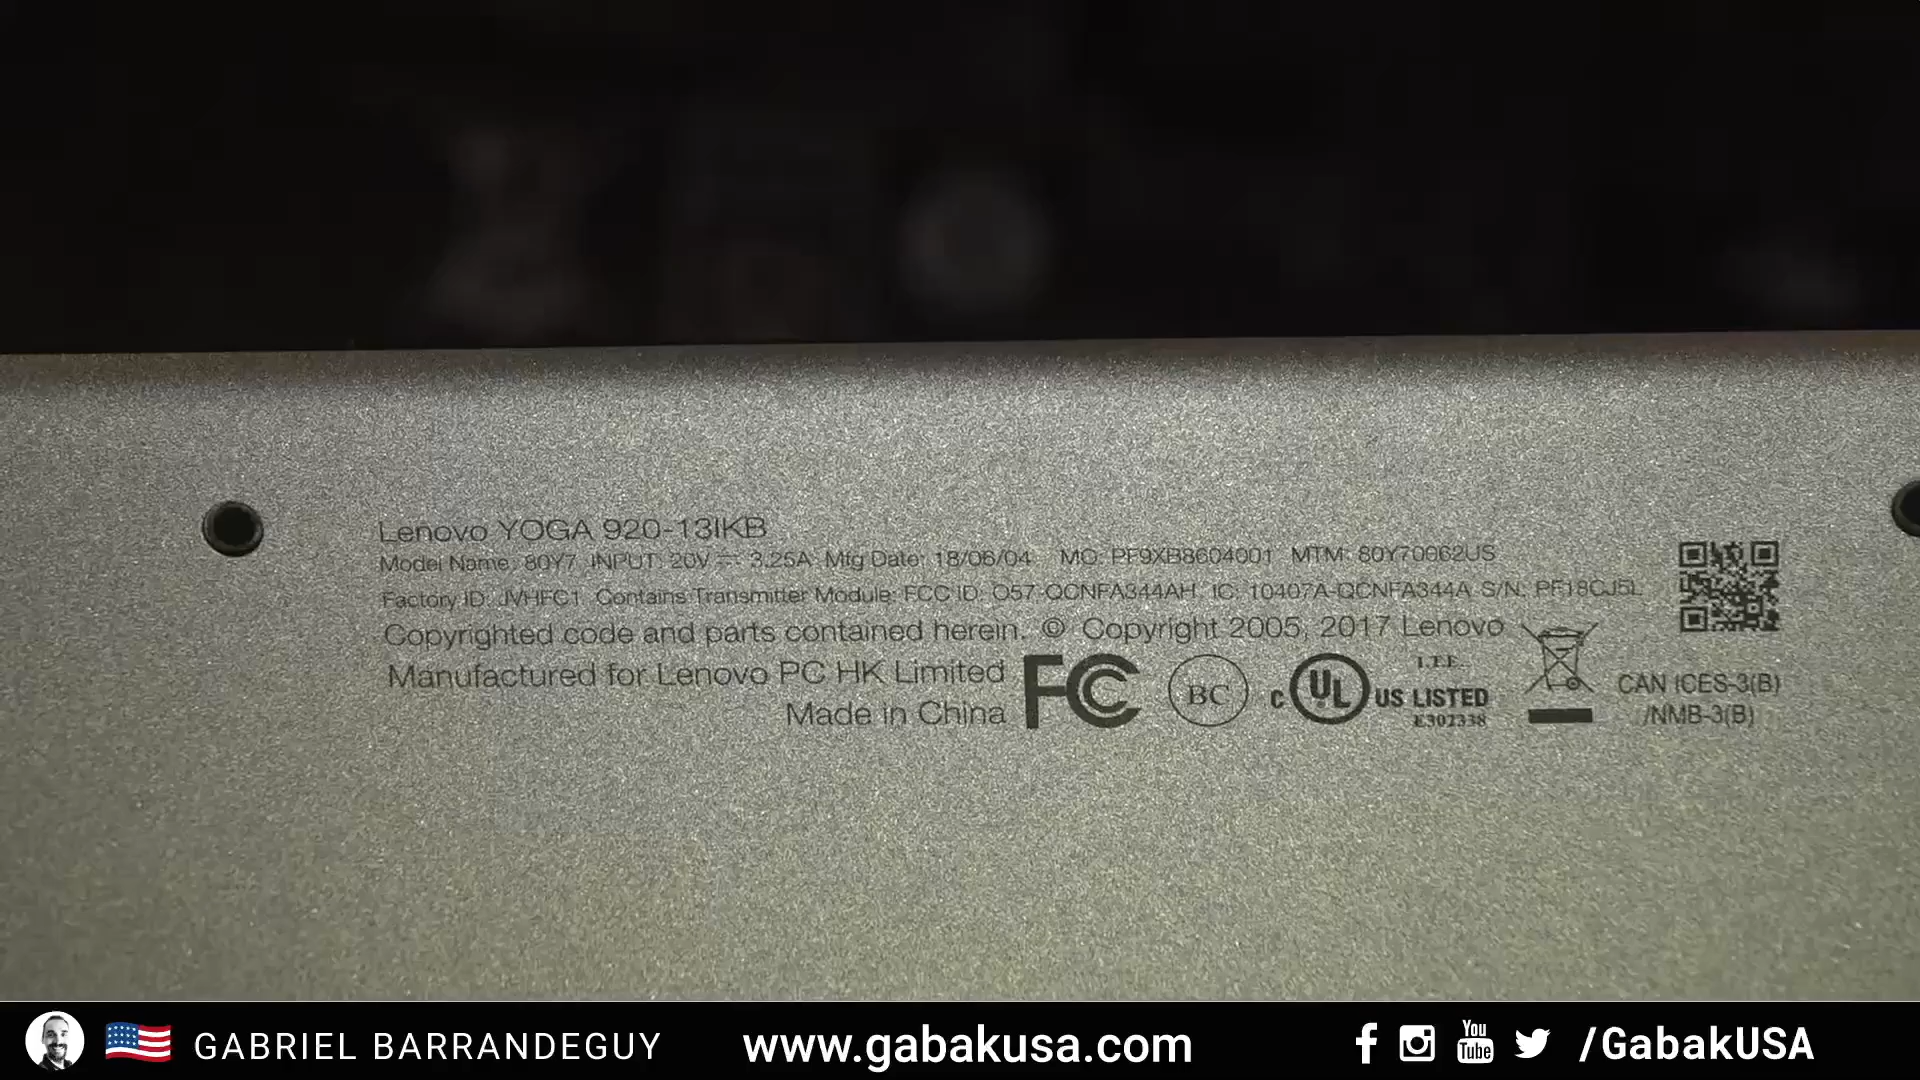 Lenovo YOGA 920-13IKB
Model Name: 80Y7 INPUT: 20V⎓ 3.25A; Mfg Date: 18/06/04 MO: PF9XB8604001 MTM: 80Y70062US
Factory ID: JVHFC1 Contains Transmitter Module: FCC ID: O57-QCNFA344AH, IC: 10407A-QCNFA344A S/N: PF18CJ5L
Copyrighted code and parts contained herein. © Copyright 2005, 2017 Lenovo
Manufactured for Lenovo PC HK Limited
Made in China
FC
BC
c UL US LISTED
I.T.E.
E302338
CAN ICES-3(B)
/NMB-3(B)
GABRIEL BARRANDEGUY www.gabakusa.com You Tube /GabakUSA